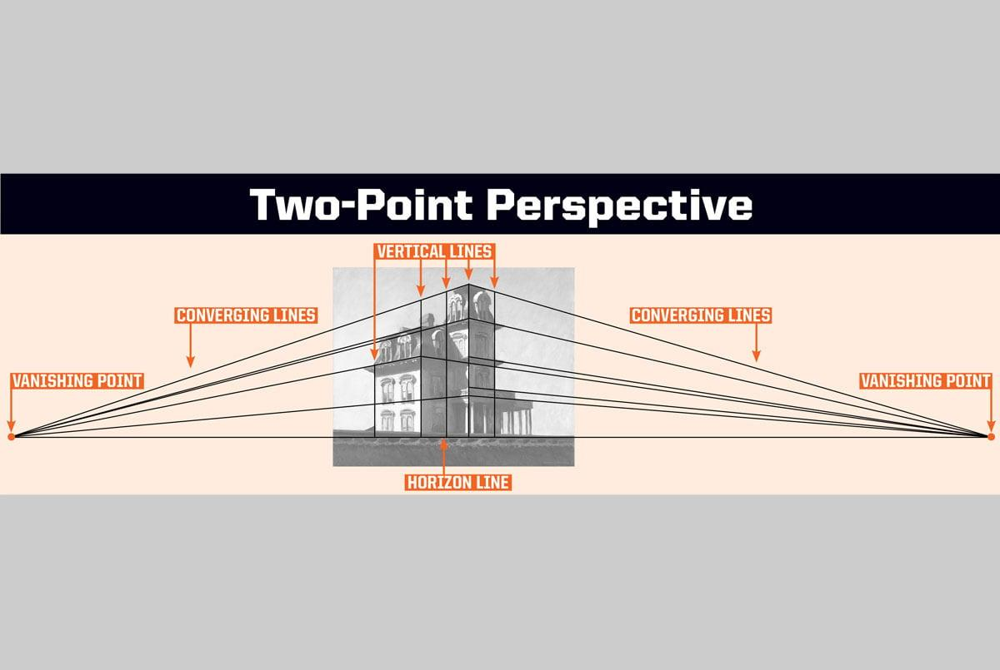 Two-Point Perspective
VERTICAL LINES
CONVERGING LINES
CONVERGING LINES
VANISHING POINT
VANISHING POINT
HORIZON LINE